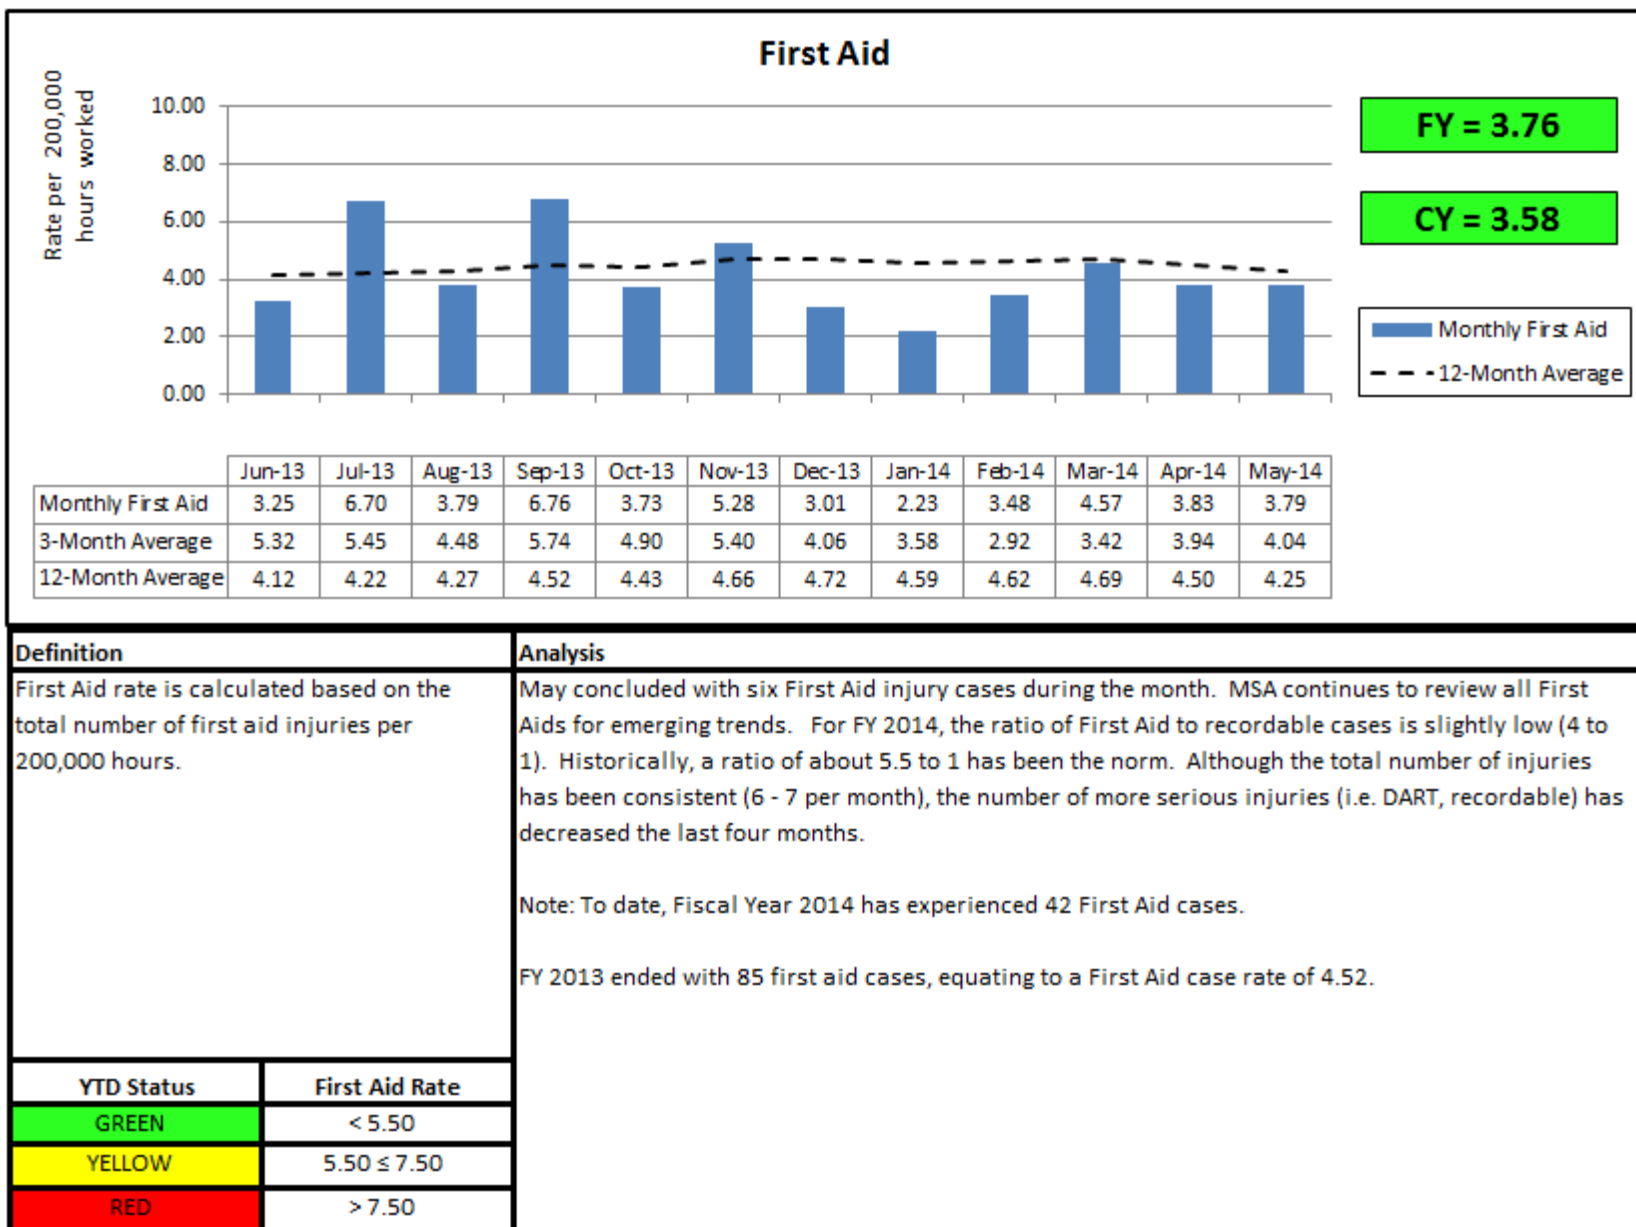 First Aid
Rate per 200,000
hours worked
10.00
8.00
6.00
4.00
2.00
0.00
FY = 3.76
CY = 3.58
Monthly First Aid
12-Month Average
Jun-13 Jul-13 Aug-13 Sep-13 Oct-13 Nov-13 Dec-13 Jan-14 Feb-14 Mar-14 Apr-14 May-14
Monthly First Aid 3.25 6.70 3.79 6.76 3.73 5.28 3.01 2.23 3.48 4.57 3.83 3.79
3-Month Average 5.32 5.45 4.48 5.74 4.90 5.40 4.06 3.58 2.92 3.42 3.94 4.04
12-Month Average 4.12 4.22 4.27 4.52 4.43 4.66 4.72 4.59 4.62 4.69 4.50 4.25
Definition
First Aid rate is calculated based on the
total number of first aid injuries per
200,000 hours.
Analysis
May concluded with six First Aid injury cases during the month. MSA continues to review all First
Aids for emerging trends. For FY 2014, the ratio of First Aid to recordable cases is slightly low (4 to
1). Historically, a ratio of about 5.5 to 1 has been the norm. Although the total number of injuries
has been consistent (6 - 7 per month), the number of more serious injuries (i.e. DART, recordable) has
decreased the last four months.
Note: To date, Fiscal Year 2014 has experienced 42 First Aid cases.
FY 2013 ended with 85 first aid cases, equating to a First Aid case rate of 4.52.
YTD Status First Aid Rate
GREEN < 5.50
YELLOW 5.50 ≤ 7.50
RED > 7.50